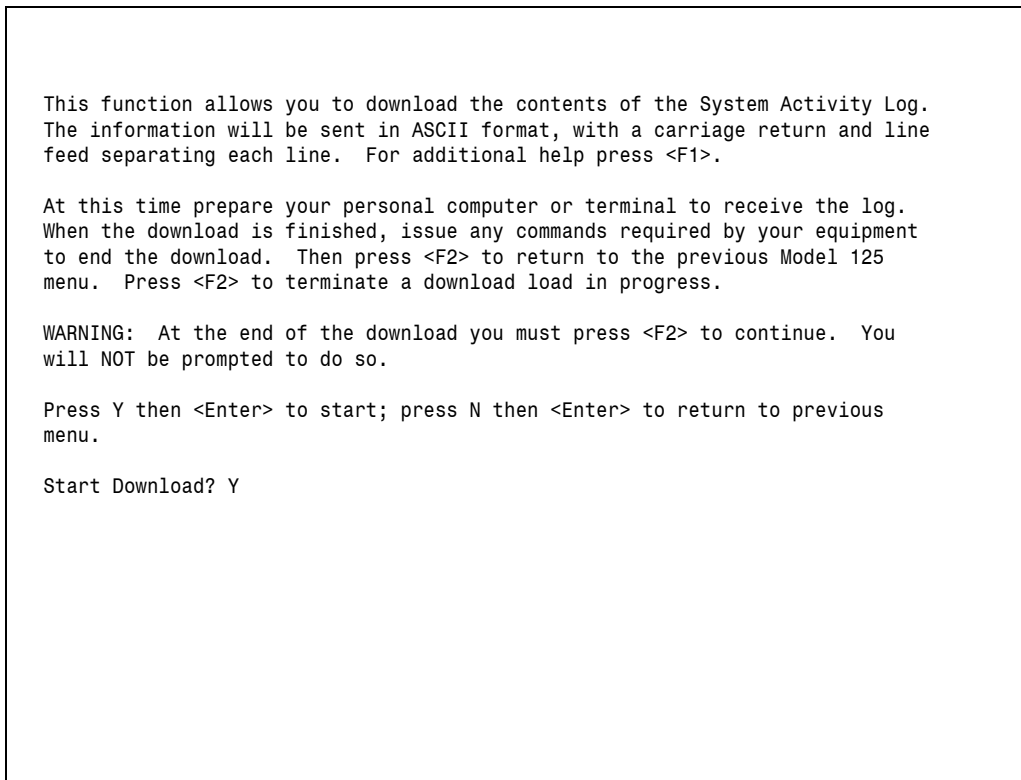 This function allows you to download the contents of the System Activity Log.
The information will be sent in ASCII format, with a carriage return and line
feed separating each line.  For additional help press <F1>.
At this time prepare your personal computer or terminal to receive the log.
When the download is finished, issue any commands required by your equipment
to end the download.  Then press <F2> to return to the previous Model 125
menu.  Press <F2> to terminate a download load in progress.
WARNING:  At the end of the download you must press <F2> to continue.  You
will NOT be prompted to do so.
Press Y then <Enter> to start; press N then <Enter> to return to previous
menu.
Start Download? Y